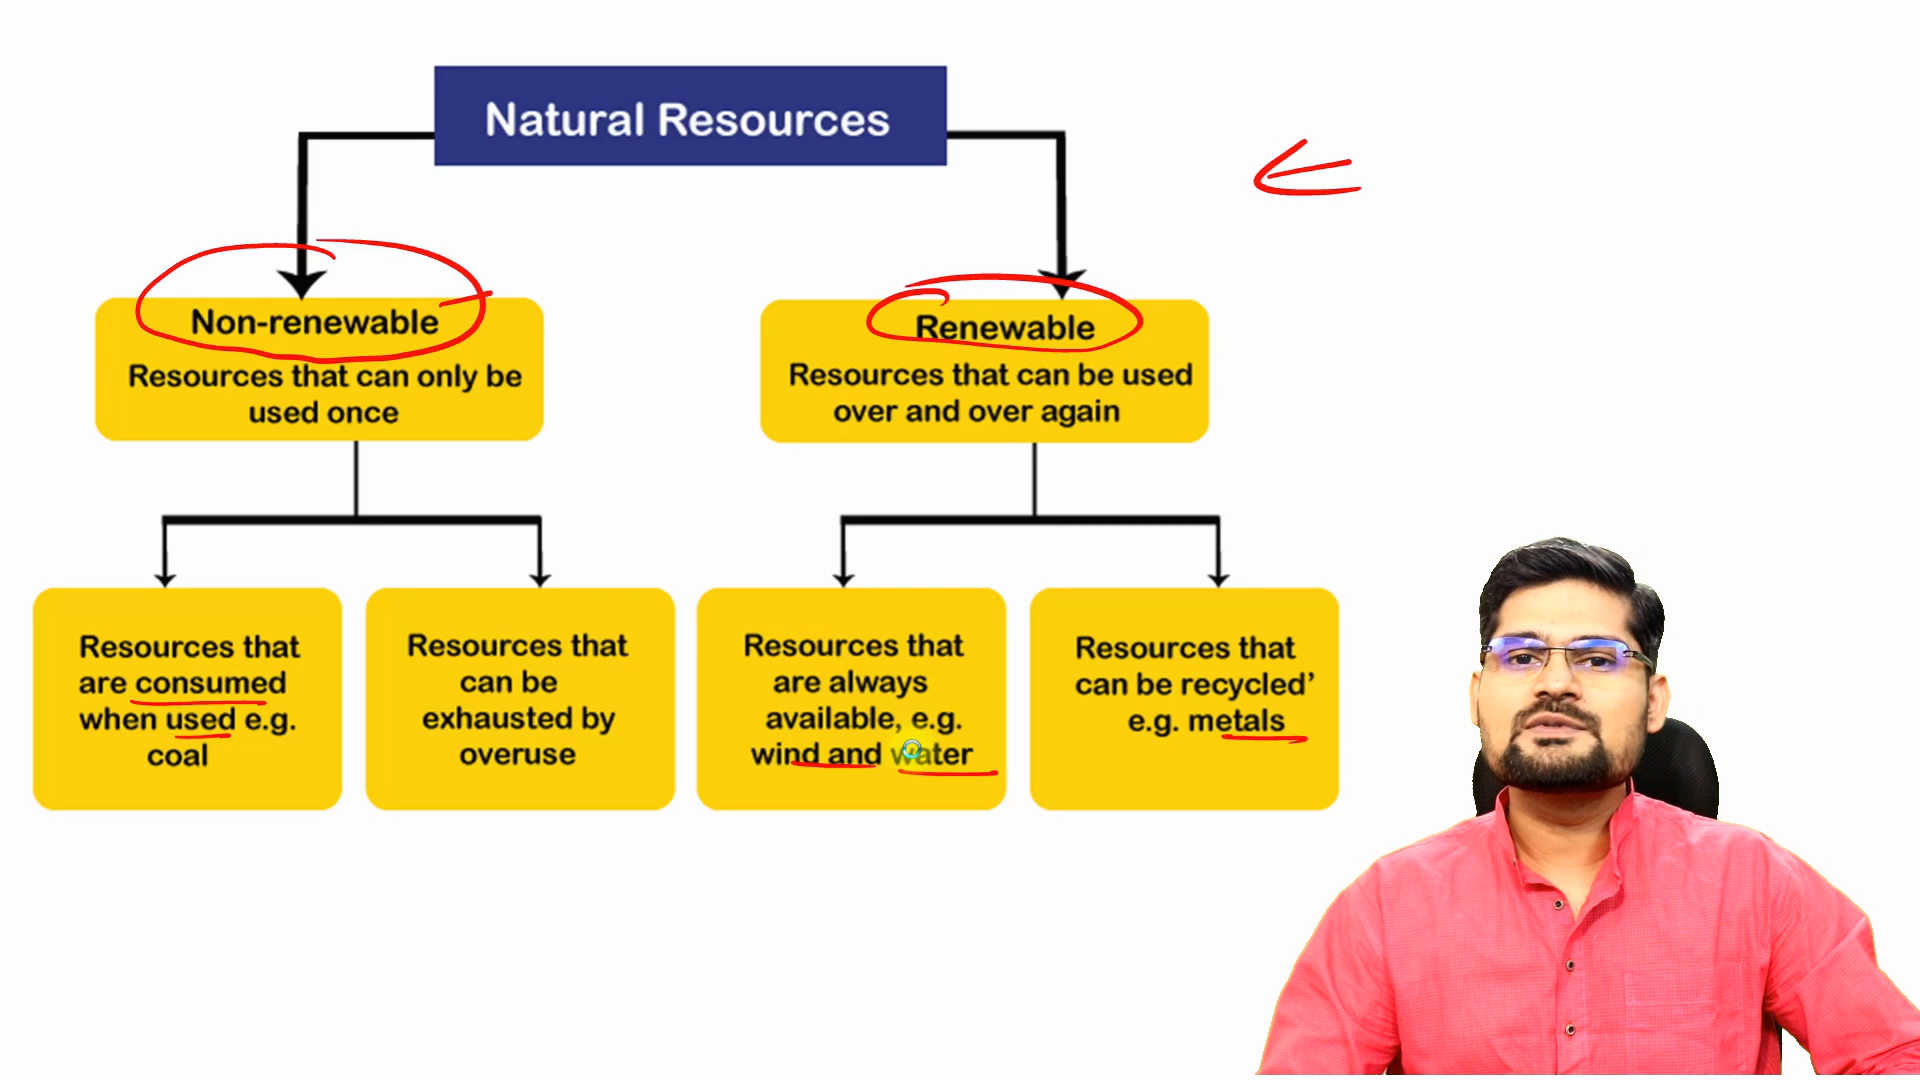 Natural Resources
Non-renewable
Resources that can only be
used once
Renewable
Resources that can be used
over and over again
Resources that
are consumed
when used e.g.
coal
Resources that
can be
exhausted by
overuse
Resources that
are always
available, e.g.
wind and water
Resources that
can be recycled’
e.g. metals